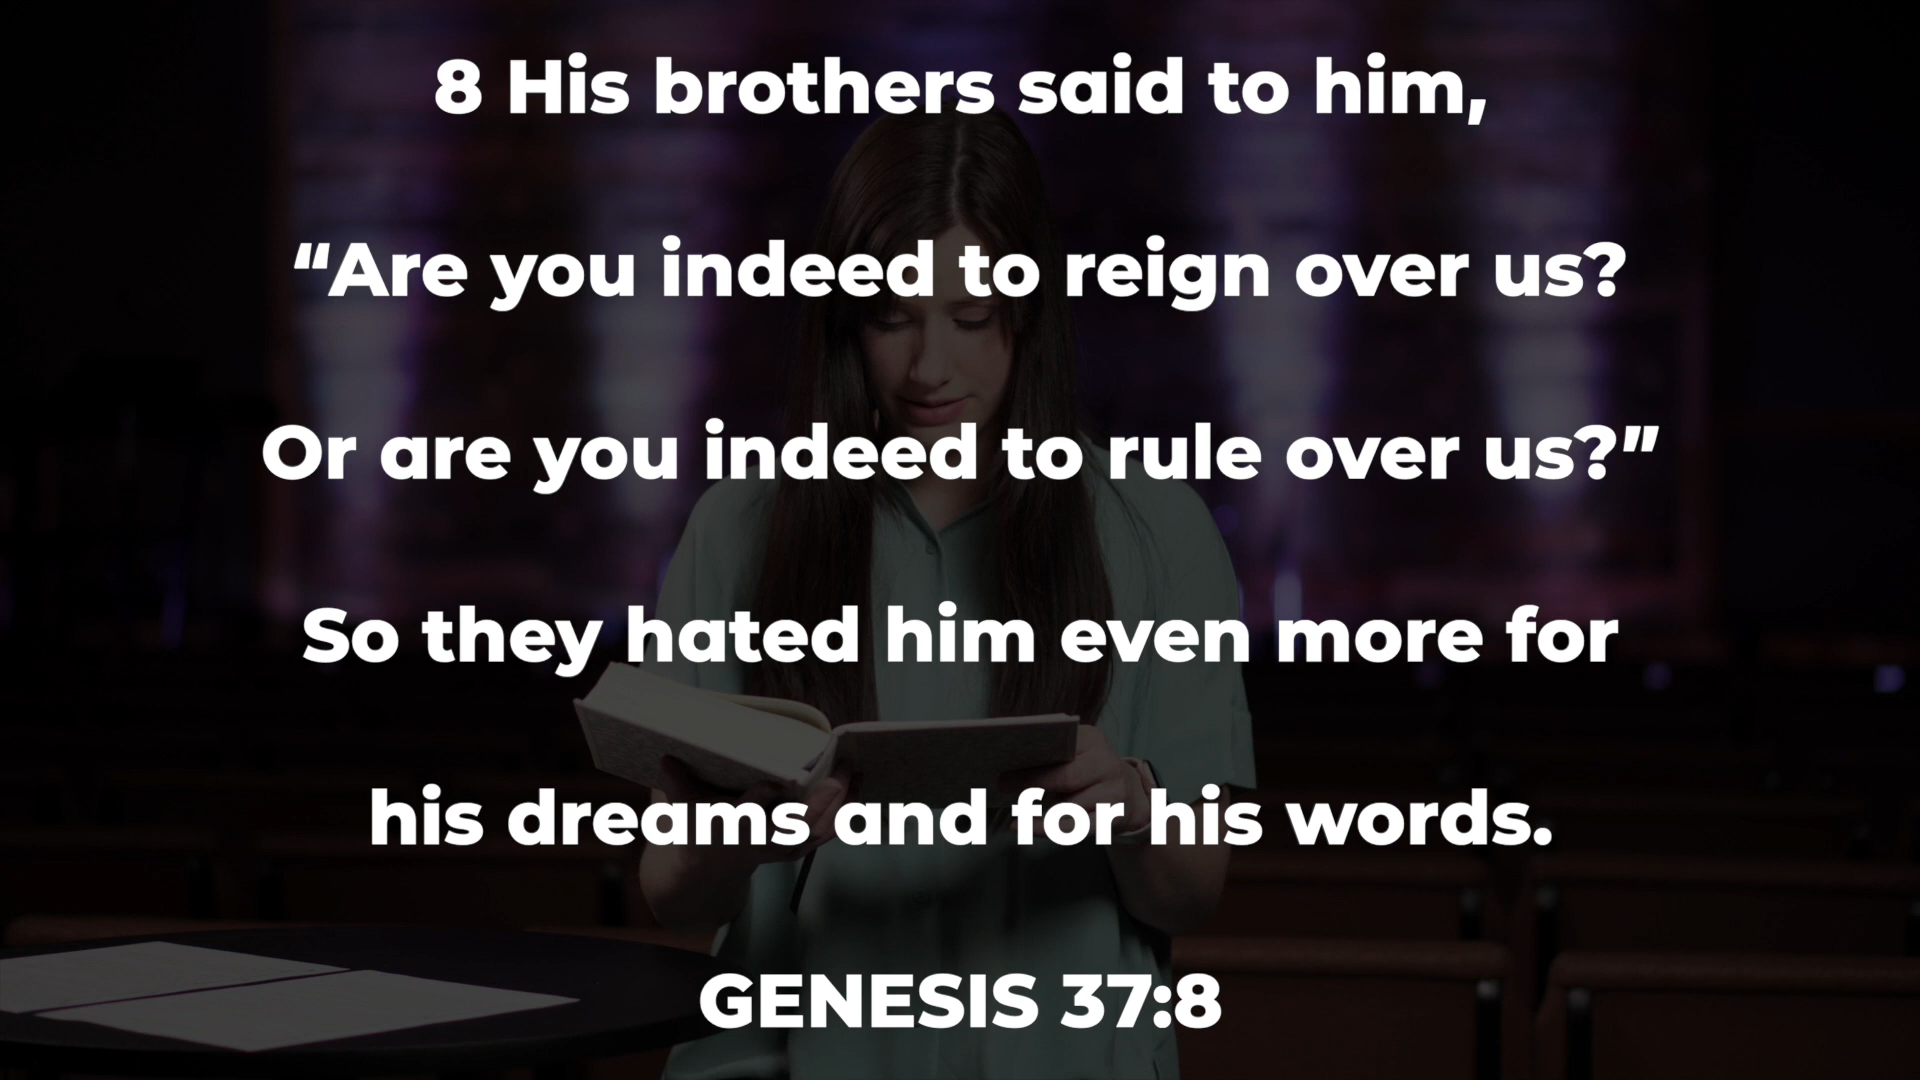 8 His brothers said to him,
“Are you indeed to reign over us?
Or are you indeed to rule over us?”
So they hated him even more for
his dreams and for his words.
GENESIS 37:8